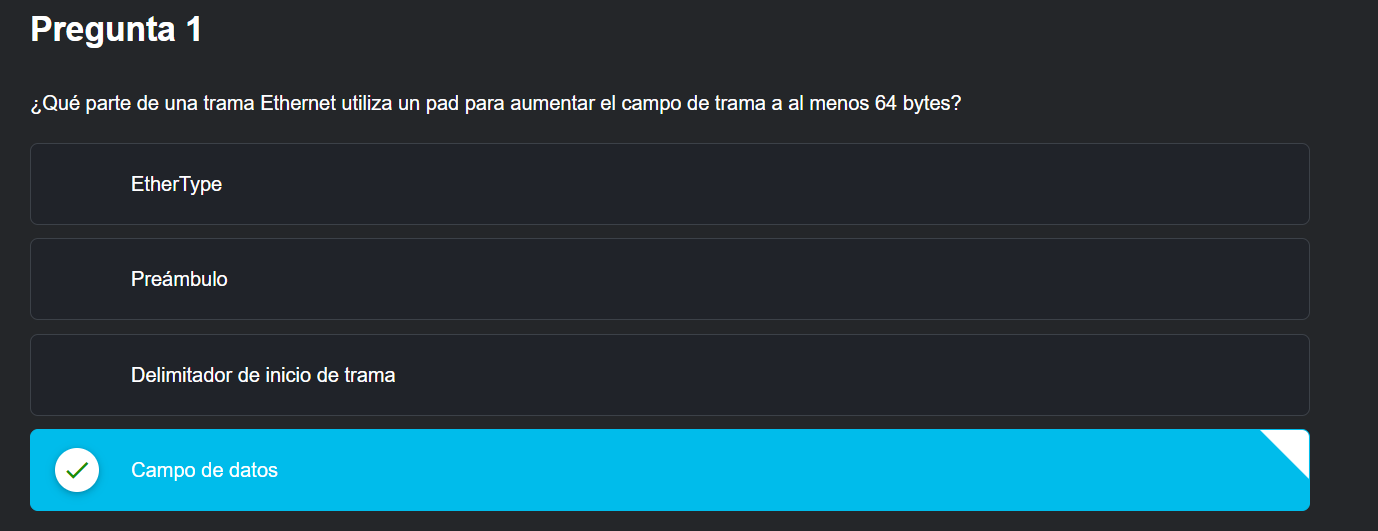 Pregunta 1
¿Qué parte de una trama Ethernet utiliza un pad para aumentar el campo de trama a al menos 64 bytes?
EtherType
Preámbulo
Delimitador de inicio de trama
Campo de datos